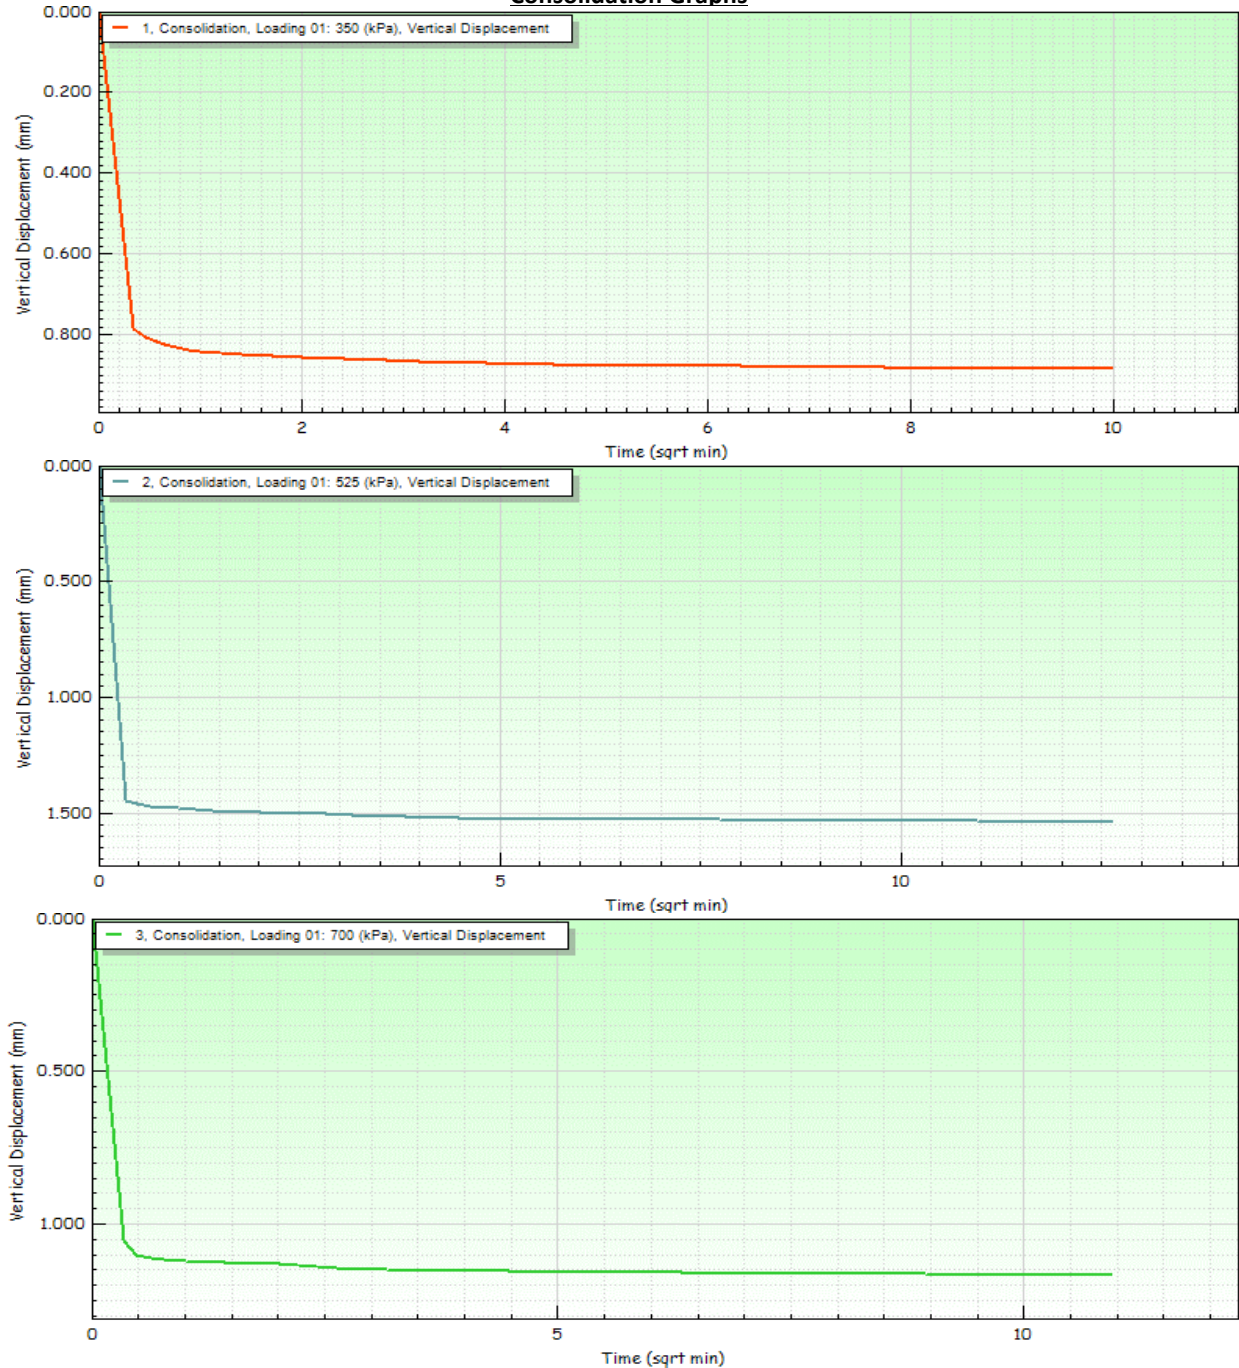 Consolidation Graphs
0.000
1, Consolidation, Loading 01: 350 (kPa), Vertical Displacement
0.200
0.400
0.600
0.800
Vertical Displacement (mm)
0 2 4 6 8 10
Time (sqrt min)
0.000
2, Consolidation, Loading 01: 525 (kPa), Vertical Displacement
0.500
1.000
1.500
Vertical Displacement (mm)
0 5 10
Time (sqrt min)
0.000
3, Consolidation, Loading 01: 700 (kPa), Vertical Displacement
0.500
1.000
Vertical Displacement (mm)
0 5 10
Time (sqrt min)